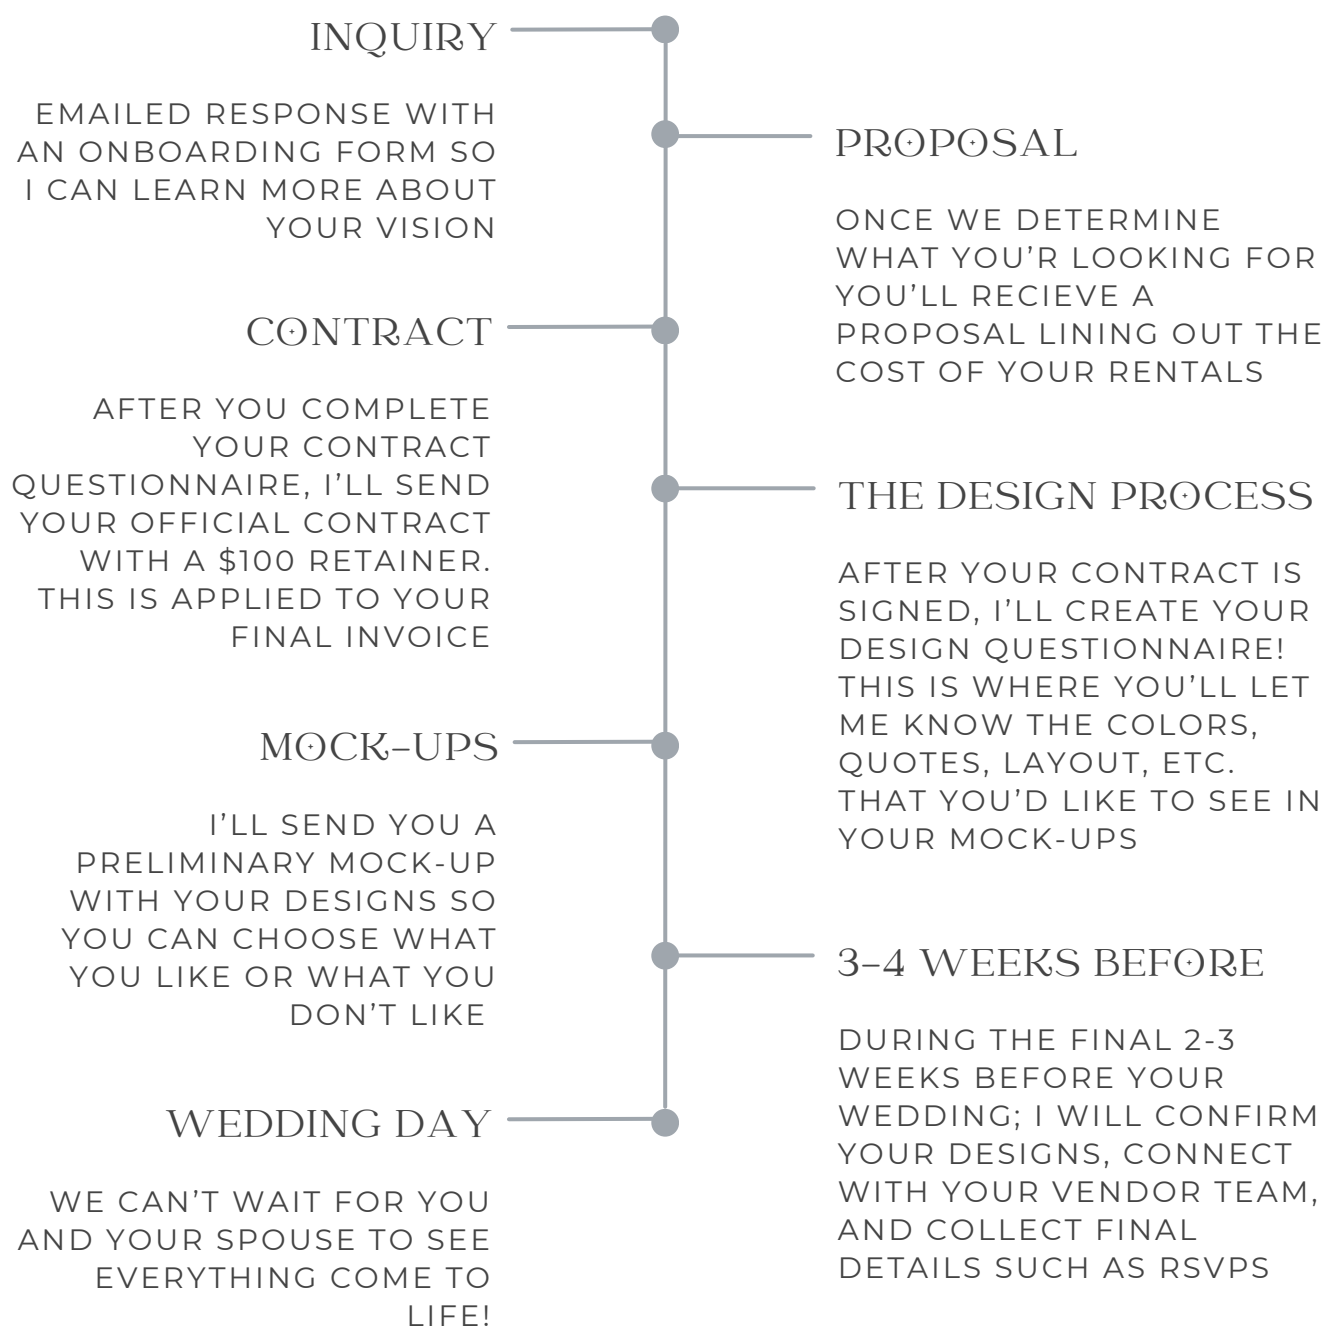 INQUIRY
EMAILED RESPONSE WITH
AN ONBOARDING FORM SO
I CAN LEARN MORE ABOUT
YOUR VISION
PROPOSAL
ONCE WE DETERMINE
WHAT YOU'R LOOKING FOR
YOU'LL RECIEVE A
PROPOSAL LINING OUT THE
COST OF YOUR RENTALS
CONTRACT
AFTER YOU COMPLETE
YOUR CONTRACT
QUESTIONNAIRE, I'LL SEND
YOUR OFFICIAL CONTRACT
WITH A $100 RETAINER.
THIS IS APPLIED TO YOUR
FINAL INVOICE
THE DESIGN PROCESS
AFTER YOUR CONTRACT IS
SIGNED, I'LL CREATE YOUR
DESIGN QUESTIONNAIRE!
THIS IS WHERE YOU'LL LET
ME KNOW THE COLORS,
QUOTES, LAYOUT, ETC.
THAT YOU'D LIKE TO SEE IN
YOUR MOCK-UPS
MOCK-UPS
I'LL SEND YOU A
PRELIMINARY MOCK-UP
WITH YOUR DESIGNS SO
YOU CAN CHOOSE WHAT
YOU LIKE OR WHAT YOU
DON'T LIKE
3-4 WEEKS BEFORE
DURING THE FINAL 2-3
WEEKS BEFORE YOUR
WEDDING; I WILL CONFIRM
YOUR DESIGNS, CONNECT
WITH YOUR VENDOR TEAM,
AND COLLECT FINAL
DETAILS SUCH AS RSVPS
WEDDING DAY
WE CAN'T WAIT FOR YOU
AND YOUR SPOUSE TO SEE
EVERYTHING COME TO
LIFE!